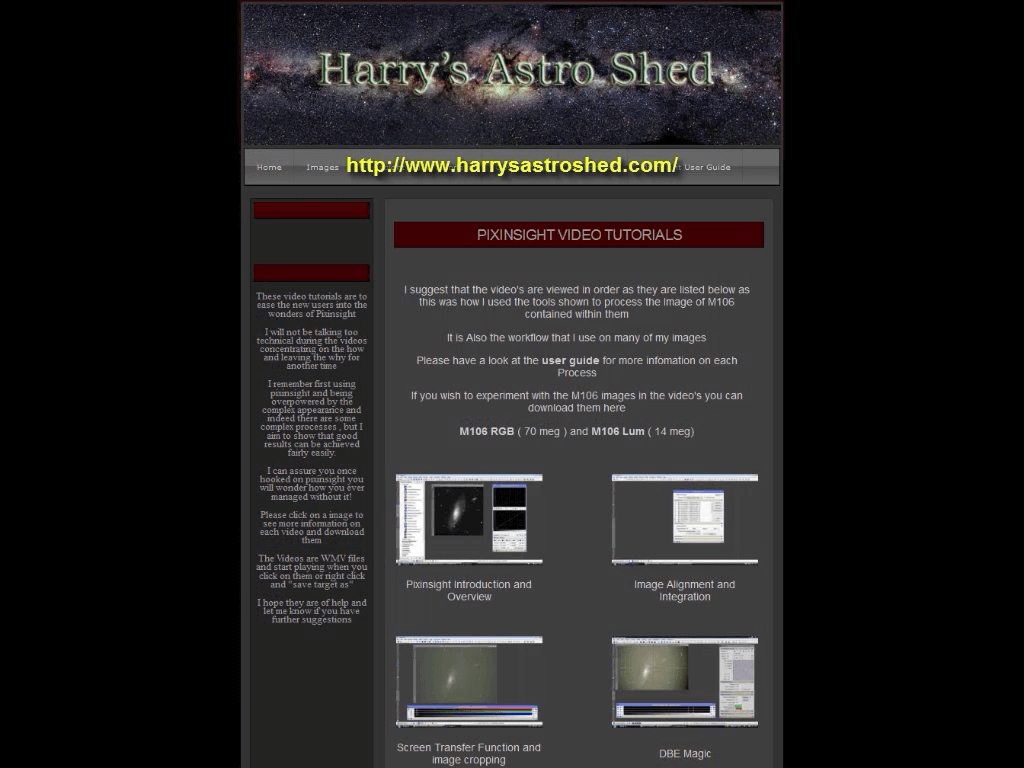 Harry's Astro Shed
Home
Images
http://www.harrysastroshed.com/
User Guide
PIXINSIGHT VIDEO TUTORIALS
These video tutorials are to
ease the new users into the
wonders of Pixinsight
I will not be talking too
technical during the videos
concentrating on the how
and leaving the why for
another time
I remember first using
pixinsight and being
overpowered by the
complex appearance and
indeed there are some
complex processes , but I
aim to show that good
results can be achieved
fairly easily.
I can assure you once
hooked on pixinsight you
will wonder how you ever
managed without it!
Please click on a image to
see more information on
each video and download
them
The Videos are WMV files
and start playing when you
click on them or right click
and "save target as"
I hope they are of help and
let me know if you have
further suggestions
I suggest that the video's are viewed in order as they are listed below as
this was how I used the tools shown to process the Image of M106
contained within them
It is Also the workflow that I use on many of my images
Please have a look at the user guide for more infomation on each
Process
If you wish to experiment with the M106 images in the video's you can
download them here
M106 RGB ( 70 meg ) and M106 Lum ( 14 meg)
Pixinsight Introduction and
Overview
Image Alignment and
Integration
Screen Transfer Function and
image cropping
DBE Magic